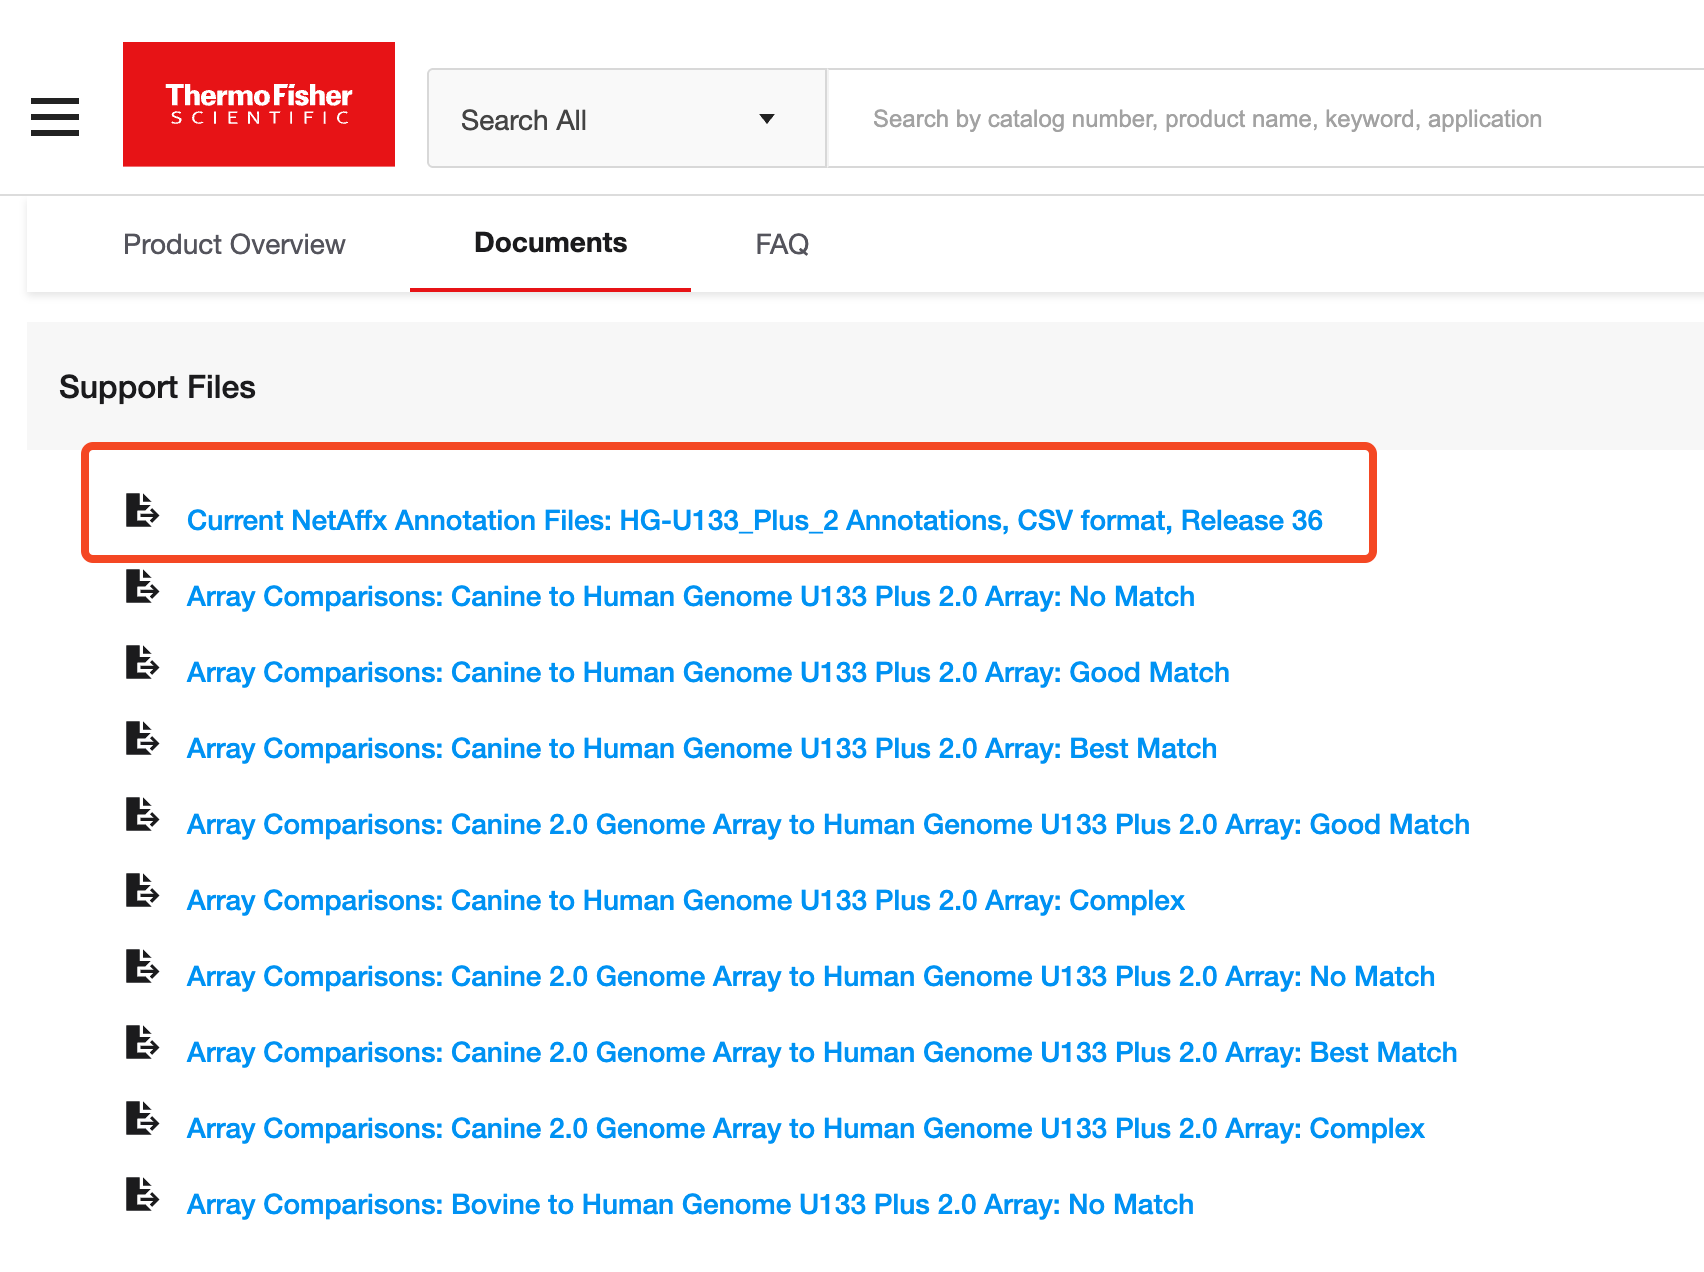 ThermoFisher
SCIENTIFIC
Search All
Search by catalog number, product name, keyword, application
Product Overview
Documents
FAQ
Support Files
Current NetAffx Annotation Files: HG-U133_Plus_2 Annotations, CSV format, Release 36
Array Comparisons: Canine to Human Genome U133 Plus 2.0 Array: No Match
Array Comparisons: Canine to Human Genome U133 Plus 2.0 Array: Good Match
Array Comparisons: Canine to Human Genome U133 Plus 2.0 Array: Best Match
Array Comparisons: Canine 2.0 Genome Array to Human Genome U133 Plus 2.0 Array: Good Match
Array Comparisons: Canine to Human Genome U133 Plus 2.0 Array: Complex
Array Comparisons: Canine 2.0 Genome Array to Human Genome U133 Plus 2.0 Array: No Match
Array Comparisons: Canine 2.0 Genome Array to Human Genome U133 Plus 2.0 Array: Best Match
Array Comparisons: Canine 2.0 Genome Array to Human Genome U133 Plus 2.0 Array: Complex
Array Comparisons: Bovine to Human Genome U133 Plus 2.0 Array: No Match